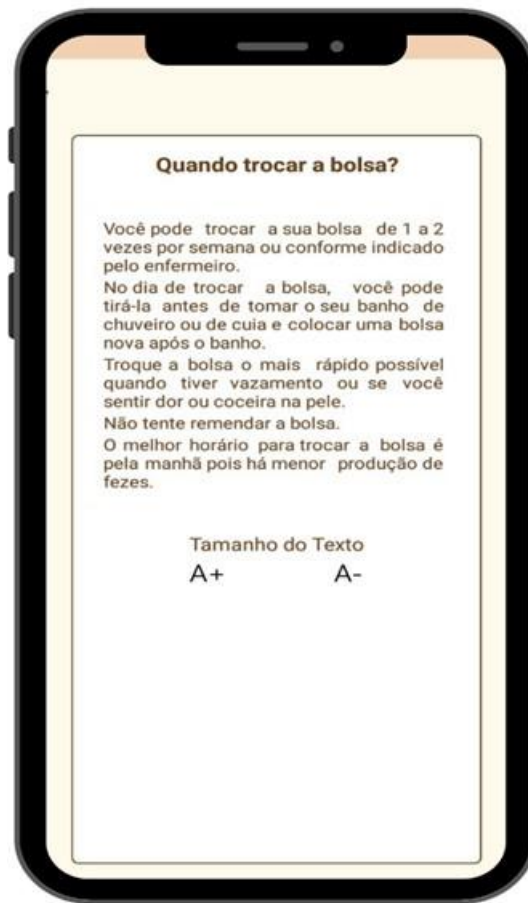 Quando trocar a bolsa?
Você pode trocar a sua bolsa de 1 a 2
vezes por semana ou conforme indicado
pelo enfermeiro.
No dia de trocar a bolsa, você pode
tirá-la antes de tomar o seu banho de
chuveiro ou de cuia e colocar uma bolsa
nova após o banho.
Troque a bolsa o mais rápido possível
quando tiver vazamento ou se você
sentir dor ou coceira na pele.
Não tente remendar a bolsa.
O melhor horário para trocar a bolsa é
pela manhã pois há menor produção de
fezes.
Tamanho do Texto
A+ A-